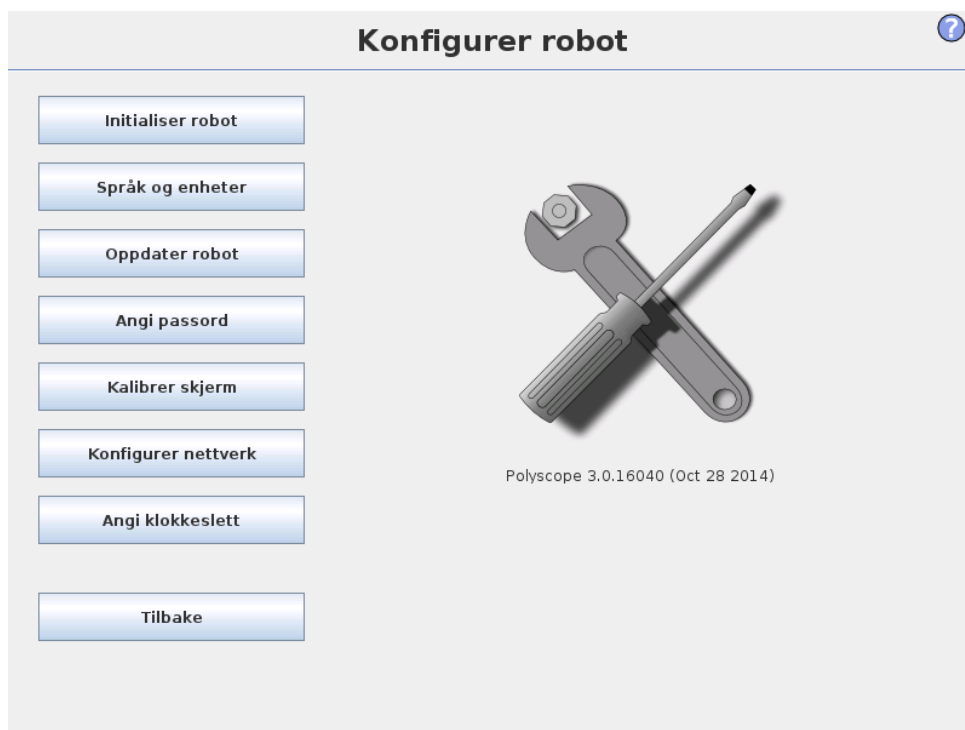 Konfigurer robot
?
Initialiser robot
Språk og enheter
Oppdater robot
Angi passord
Kalibrer skjerm
Konfigurer nettverk
Angi klokkeslett
Tilbake
Polyscope 3.0.16040 (Oct 28 2014)